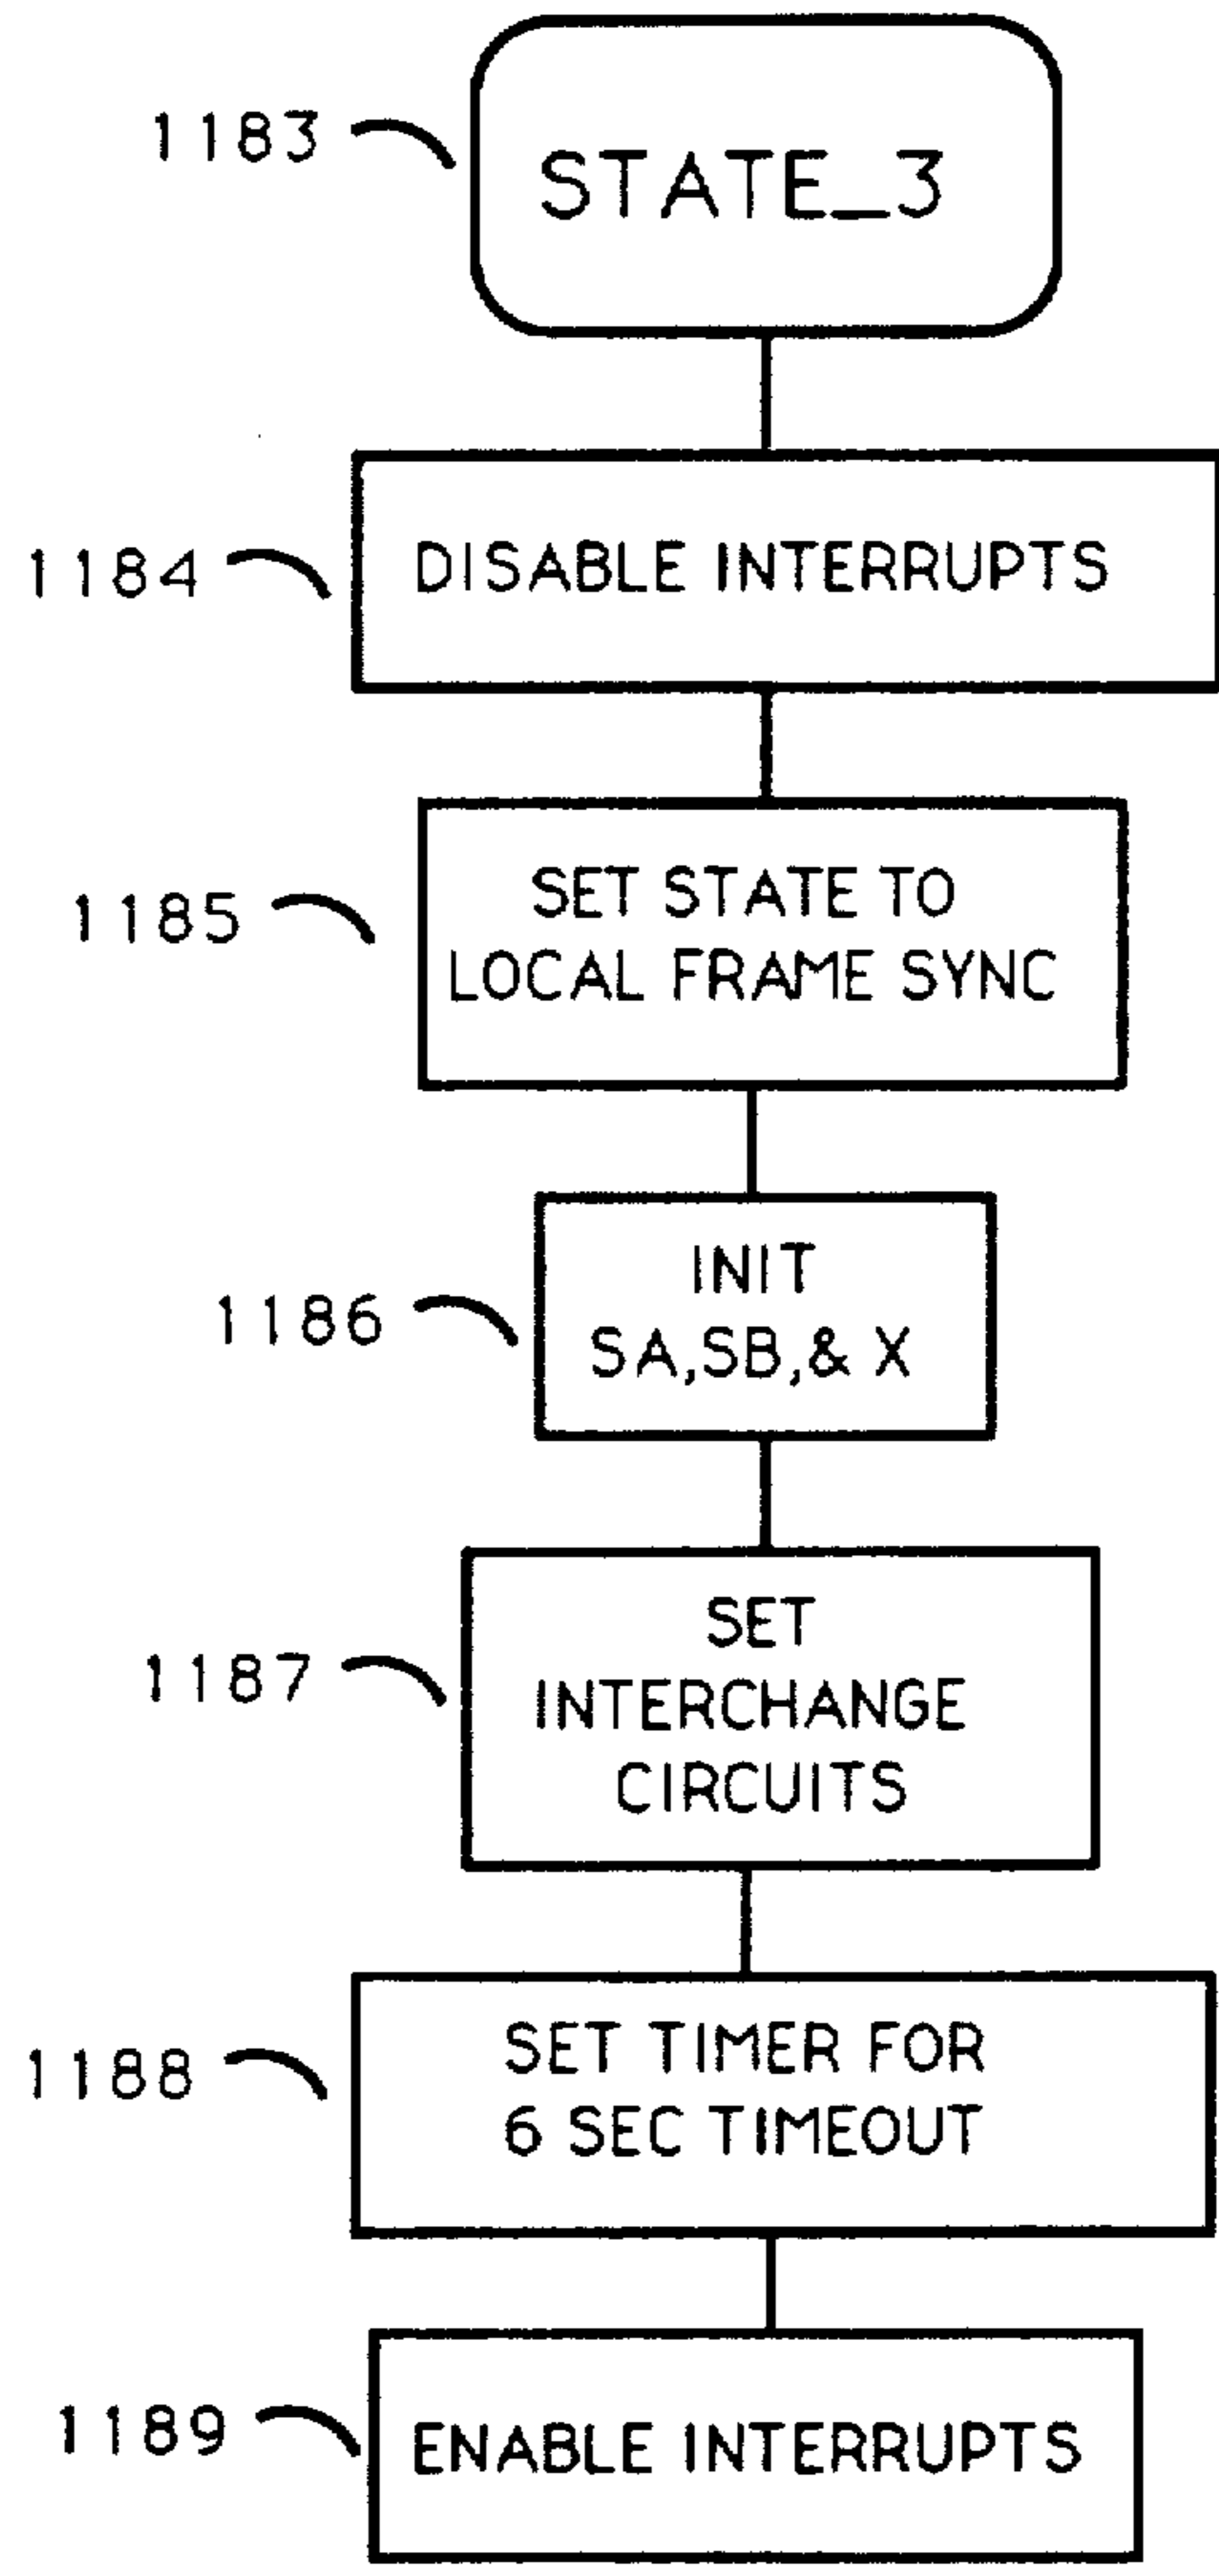 1183
STATE_3
1184
DISABLE INTERRUPTS
1185
SET STATE TO
LOCAL FRAME SYNC
1186
INIT
SA,SB,& X
1187
SET
INTERCHANGE
CIRCUITS
1188
SET TIMER FOR
6 SEC TIMEOUT
1189
ENABLE INTERRUPTS